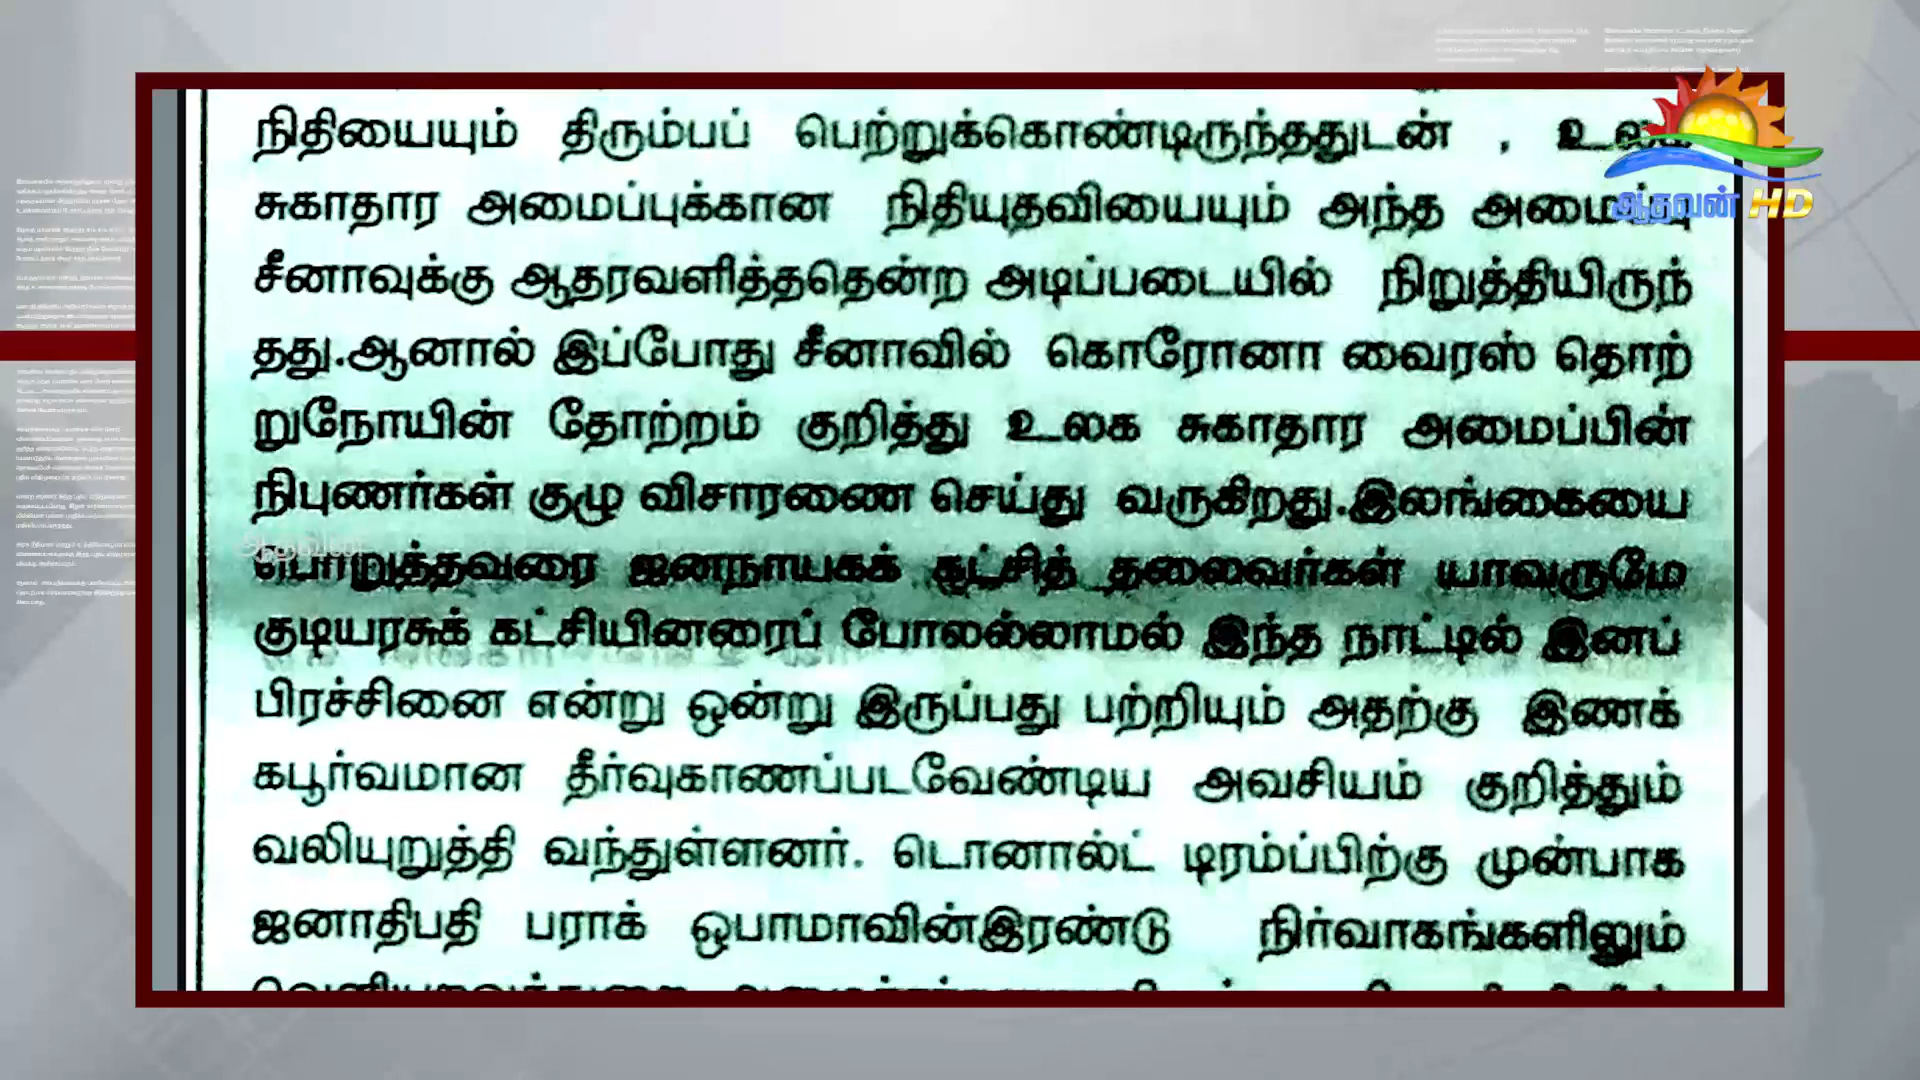 நிதியையும் திரும்பப் பெற்றுக்கொண்டிருந்ததுடன் , உலக
சுகாதார அமைப்புக்கான நிதியுதவியையும் அந்த அமைப்பு
சீனாவுக்கு ஆதரவளித்ததென்ற அடிப்படையில் நிறுத்தியிருந்
தது.ஆனால் இப்போது சீனாவில் கொரோனா வைரஸ் தொற்
றுநோயின் தோற்றம் குறித்து உலக சுகாதார அமைப்பின்
நிபுணர்கள் குழு விசாரணை செய்து வருகிறது.இலங்கையை
பொறுத்தவரை ஜனநாயகக் கட்சித் தலைவர்கள் யாவருமே
குடியரசுக் கட்சியினரைப் போலல்லாமல் இந்த நாட்டில் இனப்
பிரச்சினை என்று ஒன்று இருப்பது பற்றியும் அதற்கு இணக்
கபூர்வமான தீர்வுகாணப்படவேண்டிய அவசியம் குறித்தும்
வலியுறுத்தி வந்துள்ளனர். டொனால்ட் டிரம்ப்பிற்கு முன்பாக
ஜனாதிபதி பராக் ஒபாமாவின்இரண்டு நிர்வாகங்களிலும்
ஆதவன் HD